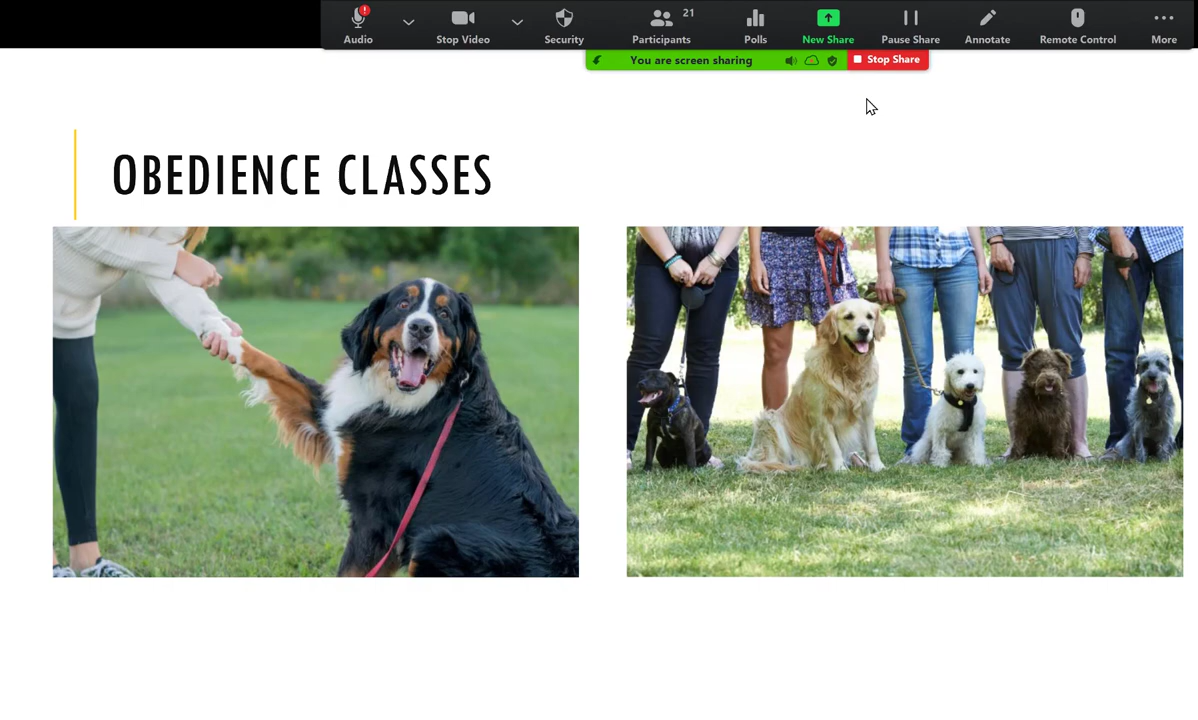 21
Audio
Stop Video
Security
Participants
Polls
New Share
Pause Share
Annotate
Remote Control
More
You are screen sharing
Stop Share
OBEDIENCE CLASSES